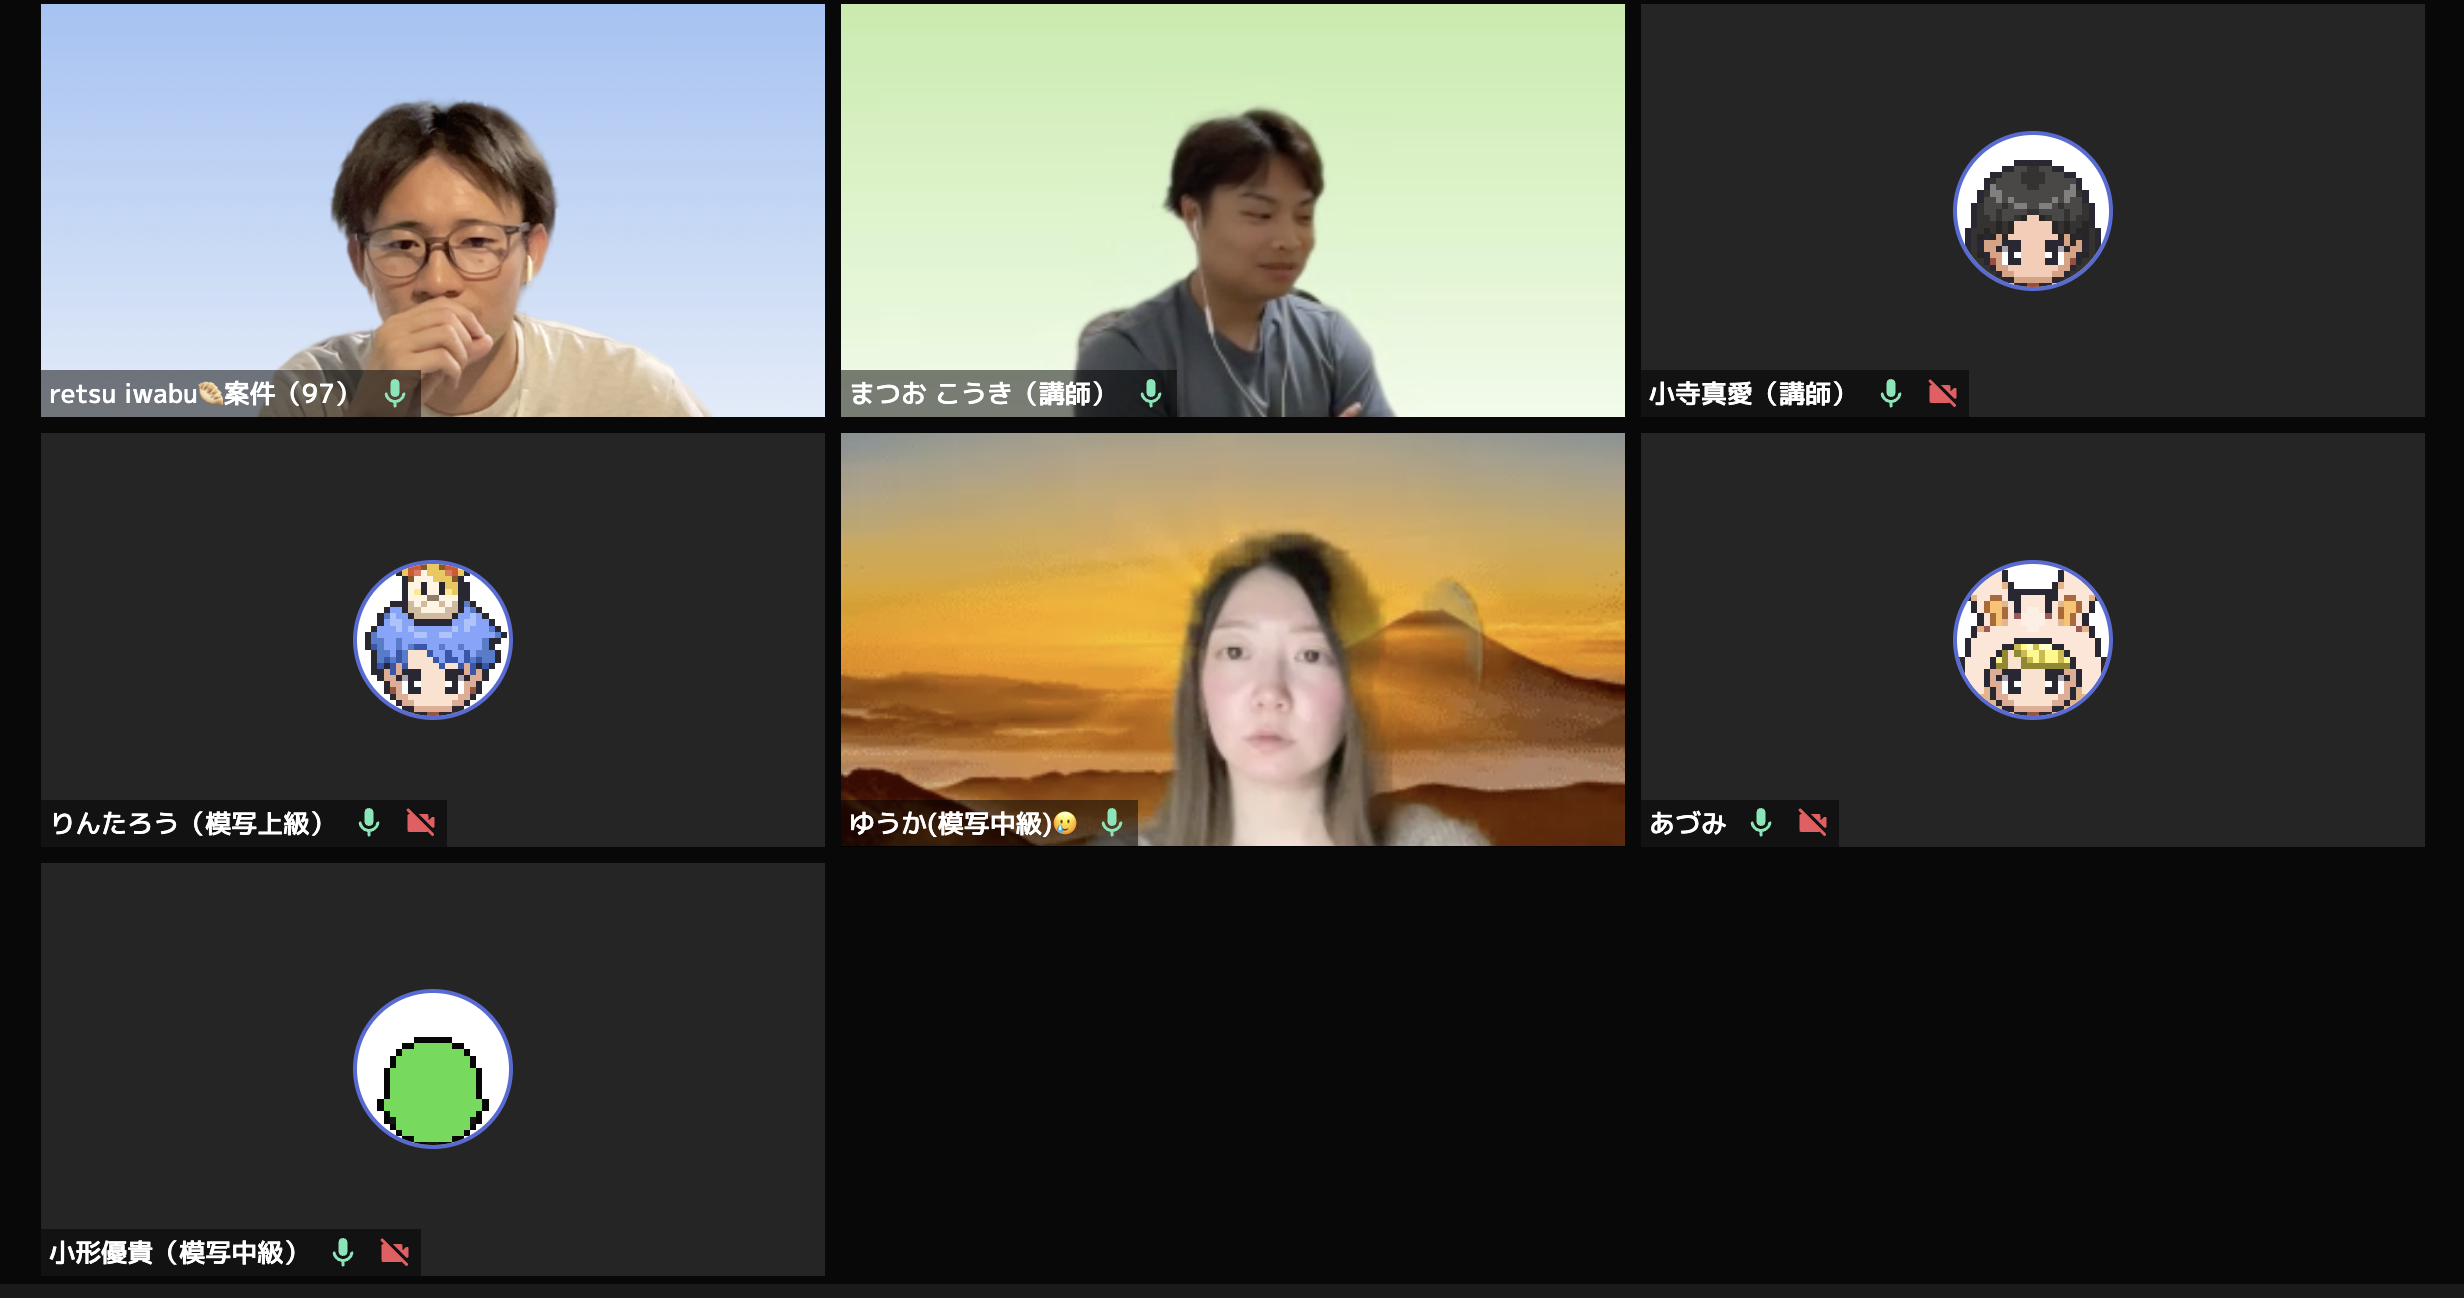 retsu iwabu🥟案件（97）
まつお こうき（講師）
小寺真愛（講師）
りんたろう（模写上級）
ゆうか(模写中級)🥲
あづみ
小形優貴（模写中級）